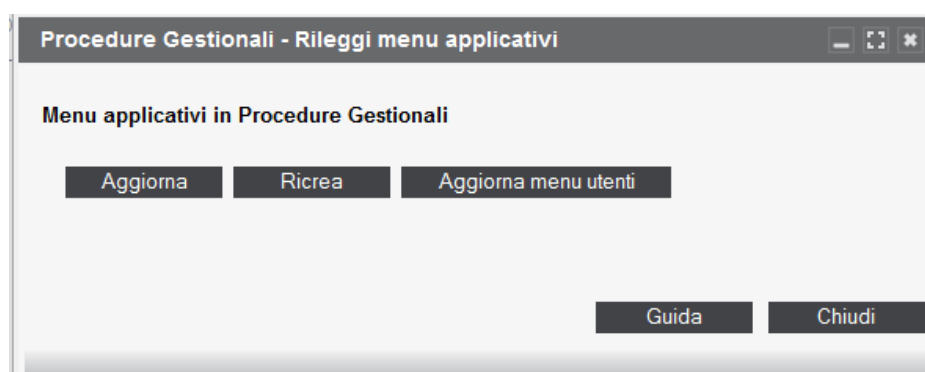 Procedure Gestionali - Rileggi menu applicativi
Menu applicativi in Procedure Gestionali
Aggiorna Ricrea Aggiorna menu utenti
Guida Chiudi